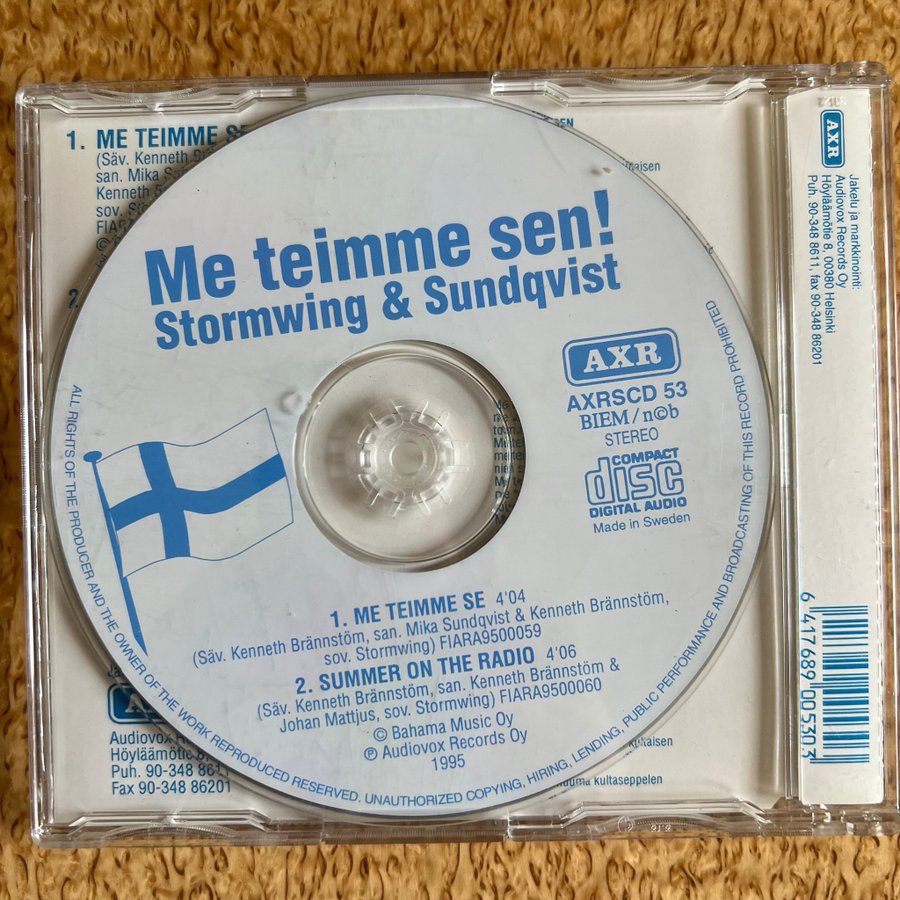 1. ME TEIMME SE
(Säv. Kenneth
san. Mika
Kenneth
sov.
Me teimme sen!
Stormwing & Sundqvist
AXR
AXRSCD 53
BIEM / n©b
STEREO
COMPACT
disc
DIGITAL AUDIO
Made in Sweden
1. ME TEIMME SE 4'04
(Säv. Kenneth Brännstöm, san. Mika Sundqvist & Kenneth Brännstöm,
sov. Stormwing) FIARA9500059
2. SUMMER ON THE RADIO 4'06
(Säv. Kenneth Brännstöm, san. Kenneth Brännstöm &
Johan Mattjus, sov. Stormwing) FIARA9500060
© Bahama Music Oy
℗ Audiovox Records Oy
1995
ALL RIGHTS OF THE PRODUCER AND THE OWNER OF THE WORK REPRODUCED RESERVED. UNAUTHORIZED COPYING, HIRING, LENDING, PUBLIC PERFORMANCE AND BROADCASTING OF THIS RECORD PROHIBITED
Audiovox
Höyläämötie 8,
Puh. 90-348 8611
Fax 90-348 86201
kultaseppelen
AXR
Jakelu ja markkinointi:
Audiovox Records Oy
Höyläämötie 8, 00380 Helsinki
Puh. 90-348 8611, fax 90-348 86201
6 417689 005303